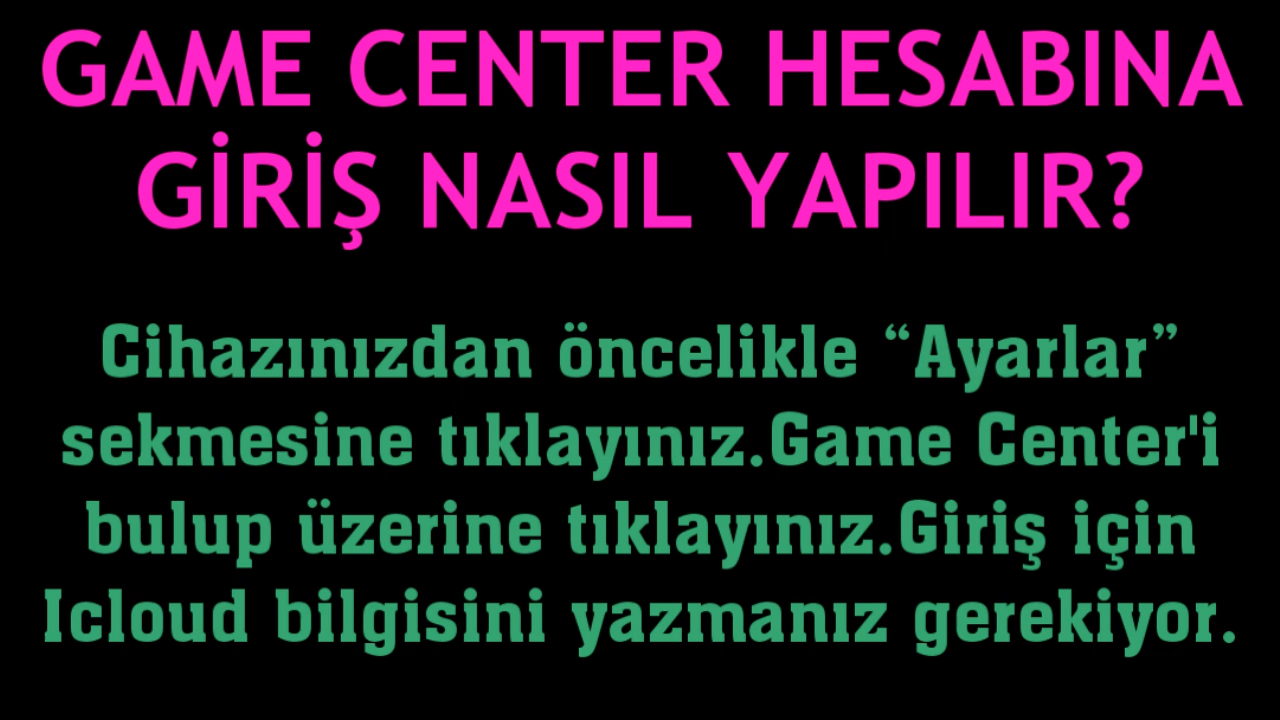 GAME CENTER HESABINA
GİRİŞ NASIL YAPILIR?
Cihazınızdan öncelikle “Ayarlar”
sekmesine tıklayınız.Game Center'i
bulup üzerine tıklayınız.Giriş için
Icloud bilgisini yazmanız gerekiyor.